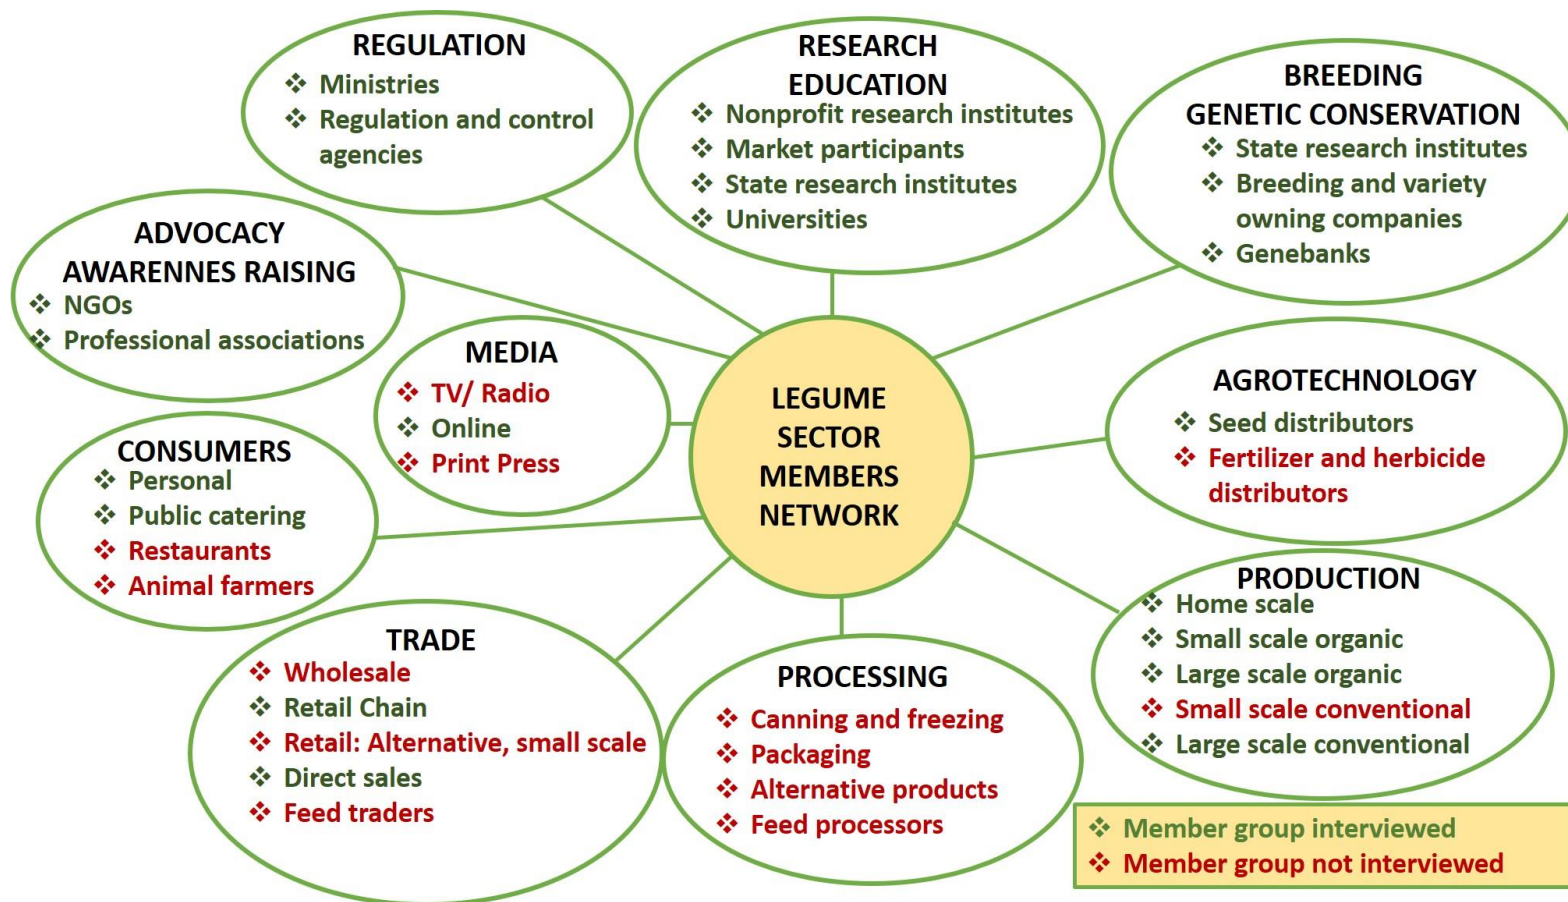 REGULATION
❖ Ministries
❖ Regulation and control
agencies
RESEARCH
EDUCATION
❖ Nonprofit research institutes
❖ Market participants
❖ State research institutes
❖ Universities
BREEDING
GENETIC CONSERVATION
❖ State research institutes
❖ Breeding and variety
owning companies
❖ Genebanks
ADVOCACY
AWARENNES RAISING
❖ NGOs
❖ Professional associations
MEDIA
❖ TV/ Radio
❖ Online
❖ Print Press
LEGUME
SECTOR
MEMBERS
NETWORK
AGROTECHNOLOGY
❖ Seed distributors
❖ Fertilizer and herbicide
distributors
CONSUMERS
❖ Personal
❖ Public catering
❖ Restaurants
❖ Animal farmers
PRODUCTION
❖ Home scale
❖ Small scale organic
❖ Large scale organic
❖ Small scale conventional
❖ Large scale conventional
TRADE
❖ Wholesale
❖ Retail Chain
❖ Retail: Alternative, small scale
❖ Direct sales
❖ Feed traders
PROCESSING
❖ Canning and freezing
❖ Packaging
❖ Alternative products
❖ Feed processors
❖ Member group interviewed
❖ Member group not interviewed